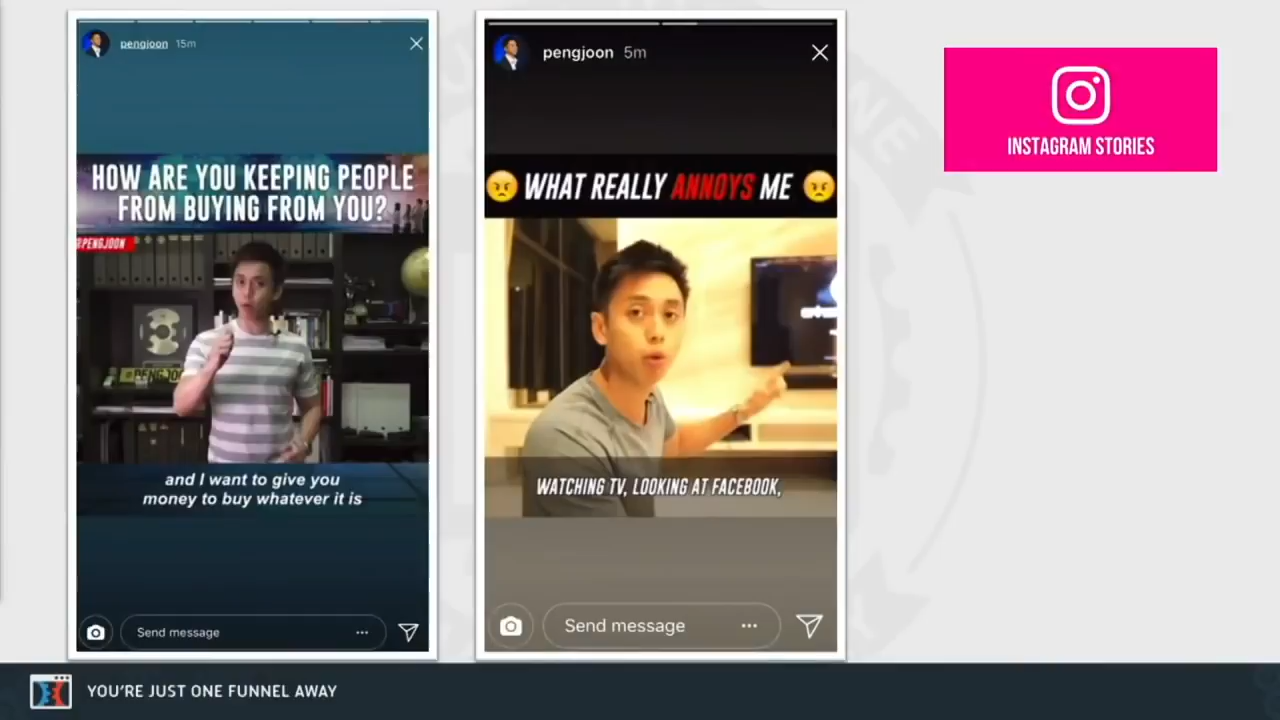 pengjoon 15m
HOW ARE YOU KEEPING PEOPLE
FROM BUYING FROM YOU?
@PENGJOON
#PENGJOON
and I want to give you
money to buy whatever it is
Send message
pengjoon 5m
WHAT REALLY ANNOYS ME
WATCHING TV, LOOKING AT FACEBOOK,
Send message
INSTAGRAM STORIES
YOU'RE JUST ONE FUNNEL AWAY